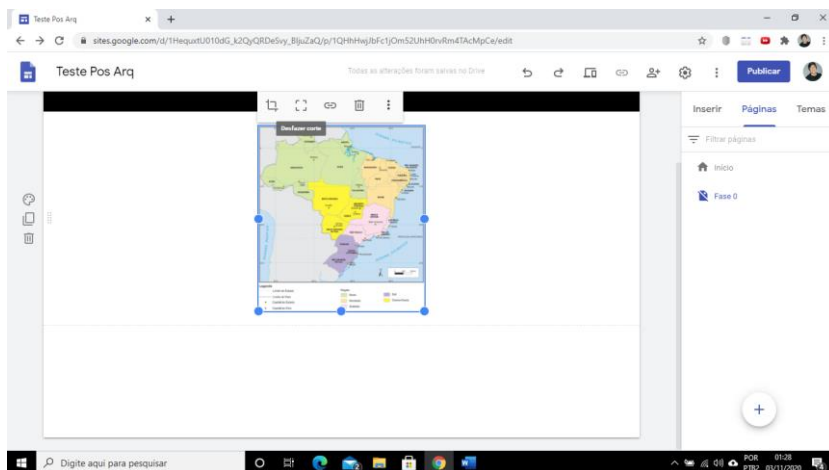 Teste Pos Arq
sites.google.com/d/1HequxtU010dG_k2QyQRDeSvy_BljuZaQ/p/1QHhHwjJbFc1jOm52UhH0rvRm4TAcMpCe/edit
Teste Pos Arq
Todas as alterações foram salvas no Drive
Publicar
Inserir Páginas Temas
Desfazer corte
Filtrar páginas
Início
Fase 0
Digite aqui para pesquisar
POR 01:28
PTB2 03/11/2020